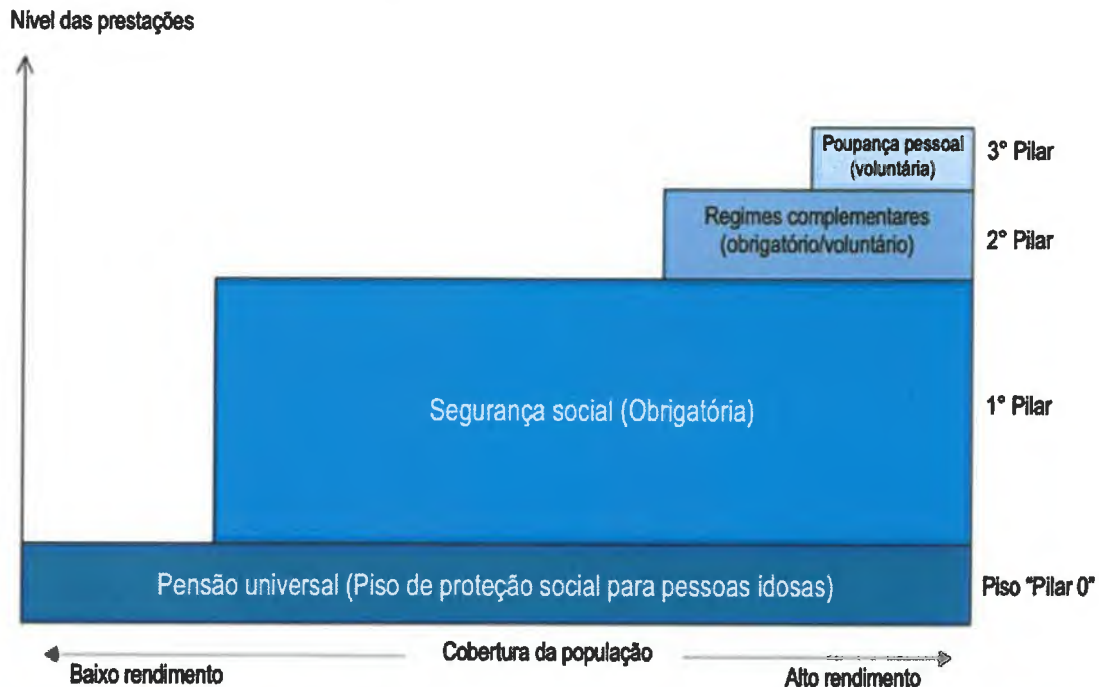 Nível das prestações
Poupança pessoal
(voluntária)
3° Pilar
Regimes complementares
(obrigatório/voluntário)
2° Pilar
Segurança social (Obrigatória)
1° Pilar
Pensão universal (Piso de proteção social para pessoas idosas)
Piso "Pilar 0"
Cobertura da população
Baixo rendimento
Alto rendimento